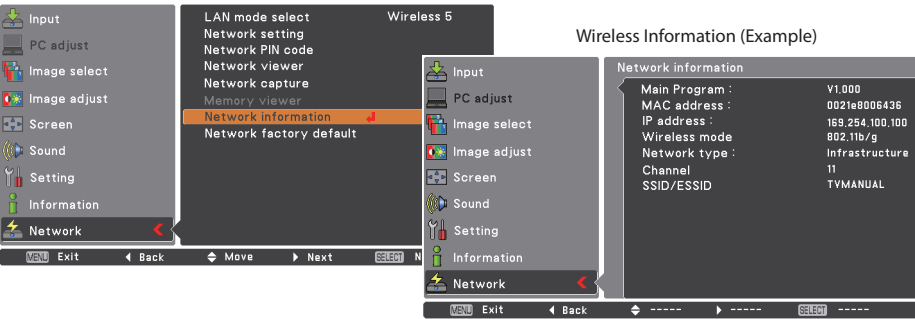 Input
PC adjust
Image select
Image adjust
Screen
Sound
Setting
Information
Network
LAN mode select Wireless 5
Network setting
Network PIN code
Network viewer
Network capture
Memory viewer
Network information
Network factory default
MENU Exit Back Move Next SELECT N
Wireless Information (Example)
Input
PC adjust
Image select
Image adjust
Screen
Sound
Setting
Information
Network
Network information
Main Program : V1.000
MAC address : 0021e8006436
IP address : 169.254.100.100
Wireless mode 802.11b/g
Network type : Infrastructure
Channel 11
SSID/ESSID TVMANUAL
MENU Exit Back ----- ----- SELECT -----